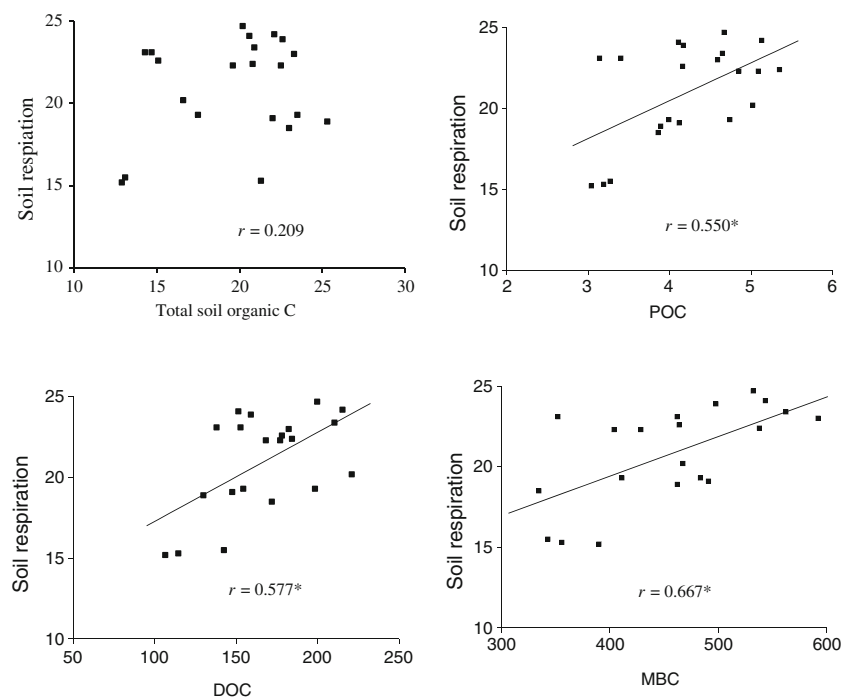 25
20
15
10
Soil respiation
r = 0.209
10 15 20 25 30
Total soil organic C
25
20
15
10
Soil respiration
r = 0.550*
2 3 4 5 6
POC
25
20
15
10
Soil respiration
r = 0.577*
50 100 150 200 250
DOC
25
20
15
10
Soil respiration
r = 0.667*
300 400 500 600
MBC